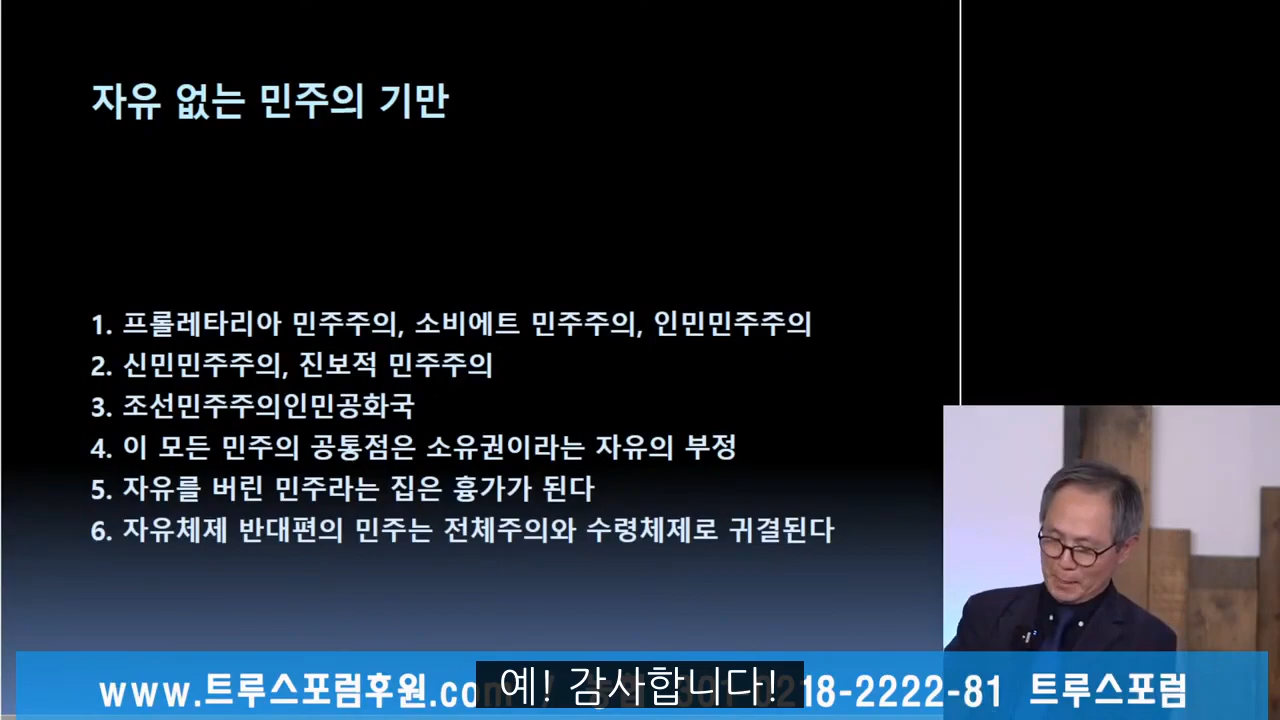 자유 없는 민주의 기만
1. 프롤레타리아 민주주의, 소비에트 민주주의, 인민민주주의
2. 신민민주주의, 진보적 민주주의
3. 조선민주주의인민공화국
4. 이 모든 민주의 공통점은 소유권이라는 자유의 부정
5. 자유를 버린 민주라는 집은 흉가가 된다
6. 자유체제 반대편의 민주는 전체주의와 수령체제로 귀결된다
www.트루스포럼후원.com 18-2222-81 트루스포럼
예! 감사합니다!